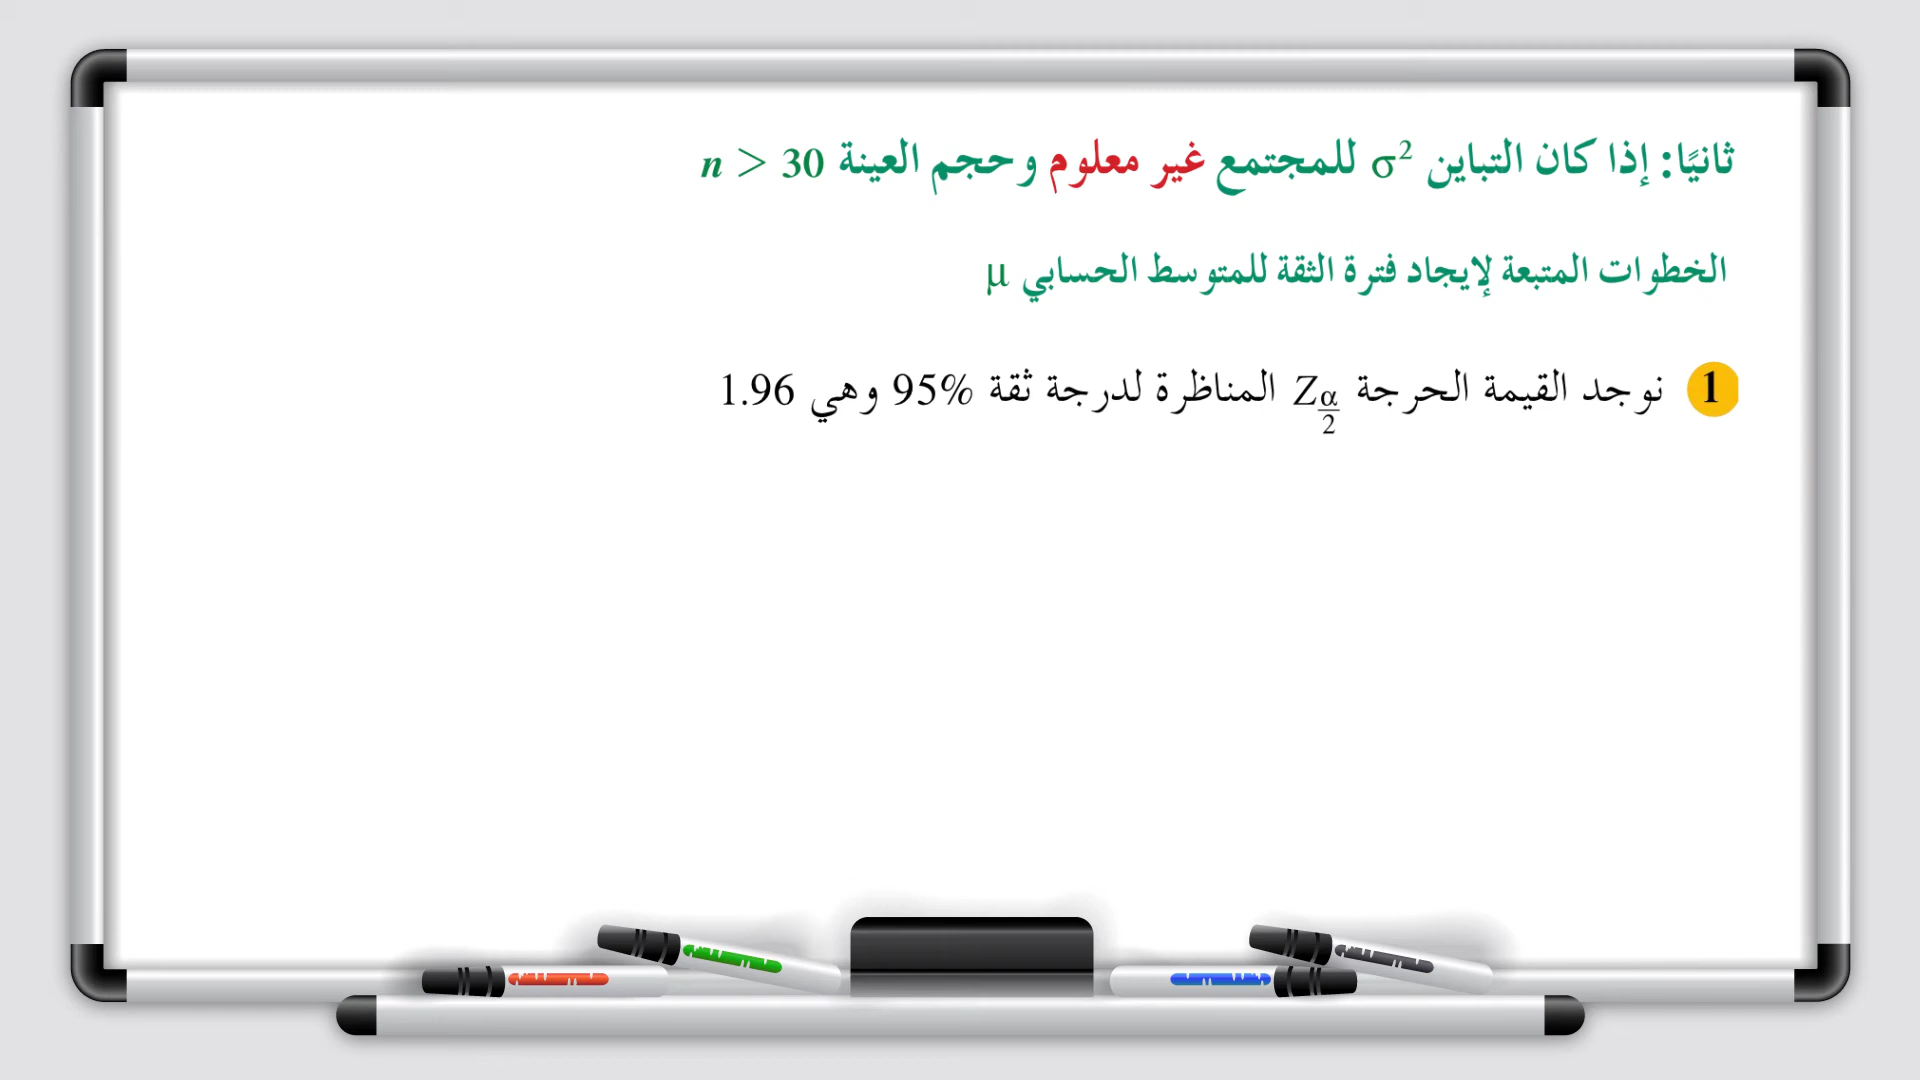 ثانيًا: إذا كان التباين σ² للمجتمع غير معلوم وحجم العينة n > 30
الخطوات المتبعة لإيجاد فترة الثقة للمتوسط الحسابي μ
1 نوجد القيمة الحرجة Z_{α/2} المناظرة لدرجة ثقة 95% وهي 1.96